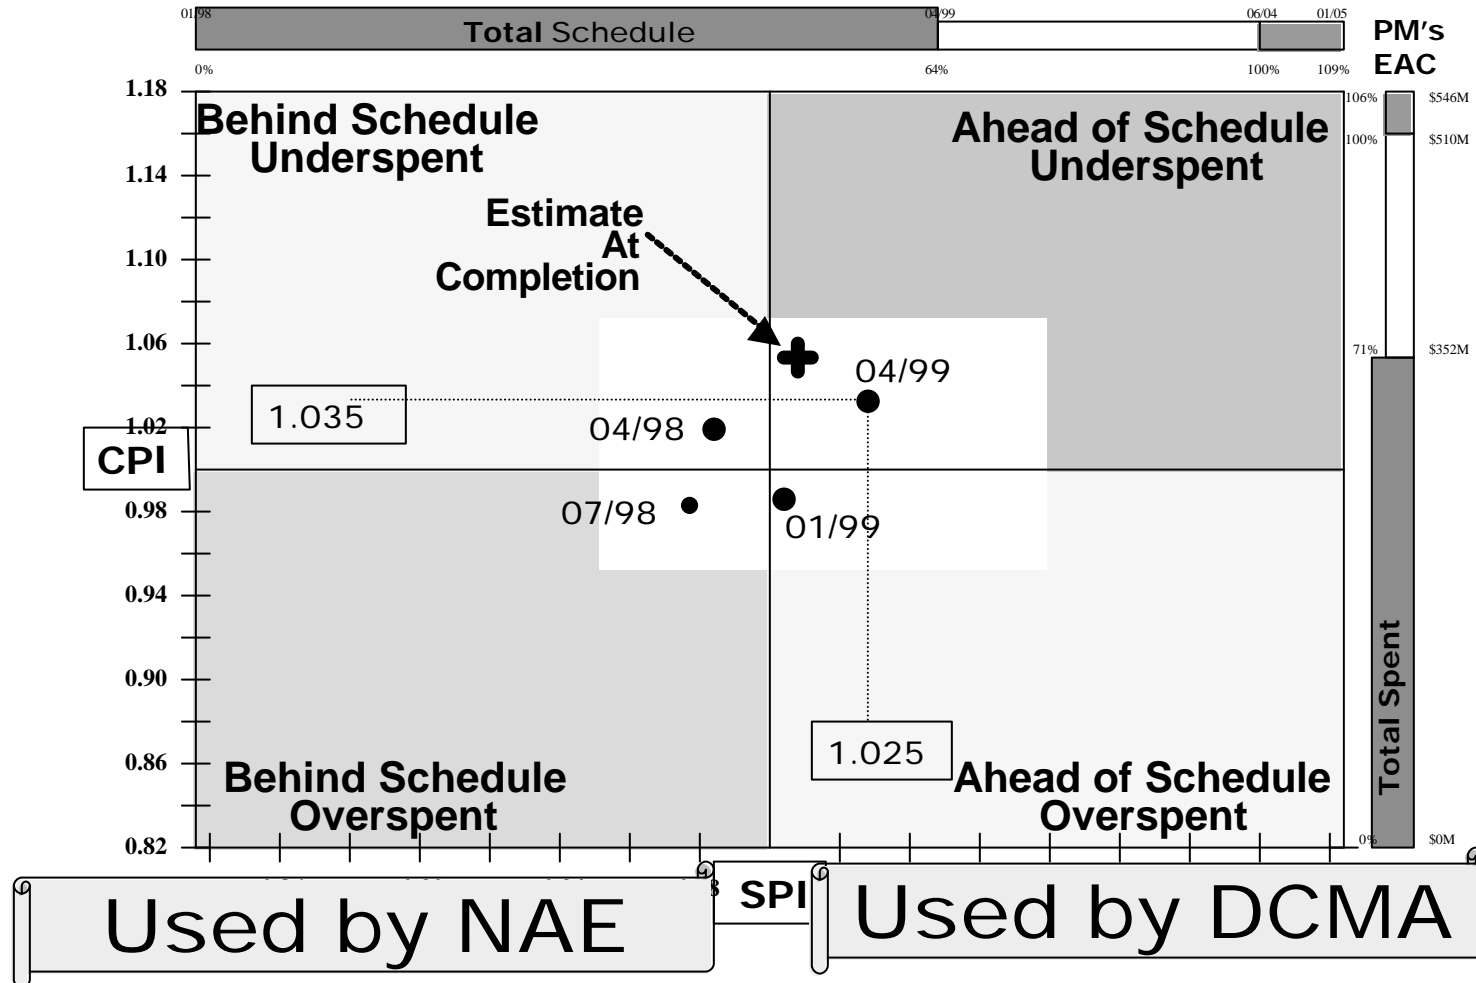 01/98
04/99
06/04
01/05
Total Schedule
PM's
EAC
0%
64%
100%
109%
1.18
1.14
1.10
1.06
1.02
0.98
0.94
0.90
0.86
0.82
CPI
Behind Schedule
Underspent
Ahead of Schedule
Underspent
Estimate
At
Completion
04/99
1.035
04/98
07/98
01/99
1.025
Behind Schedule
Overspent
Ahead of Schedule
Overspent
106%
$546M
100%
$510M
71%
$352M
Total Spent
0%
$0M
SPI
Used by NAE
Used by DCMA